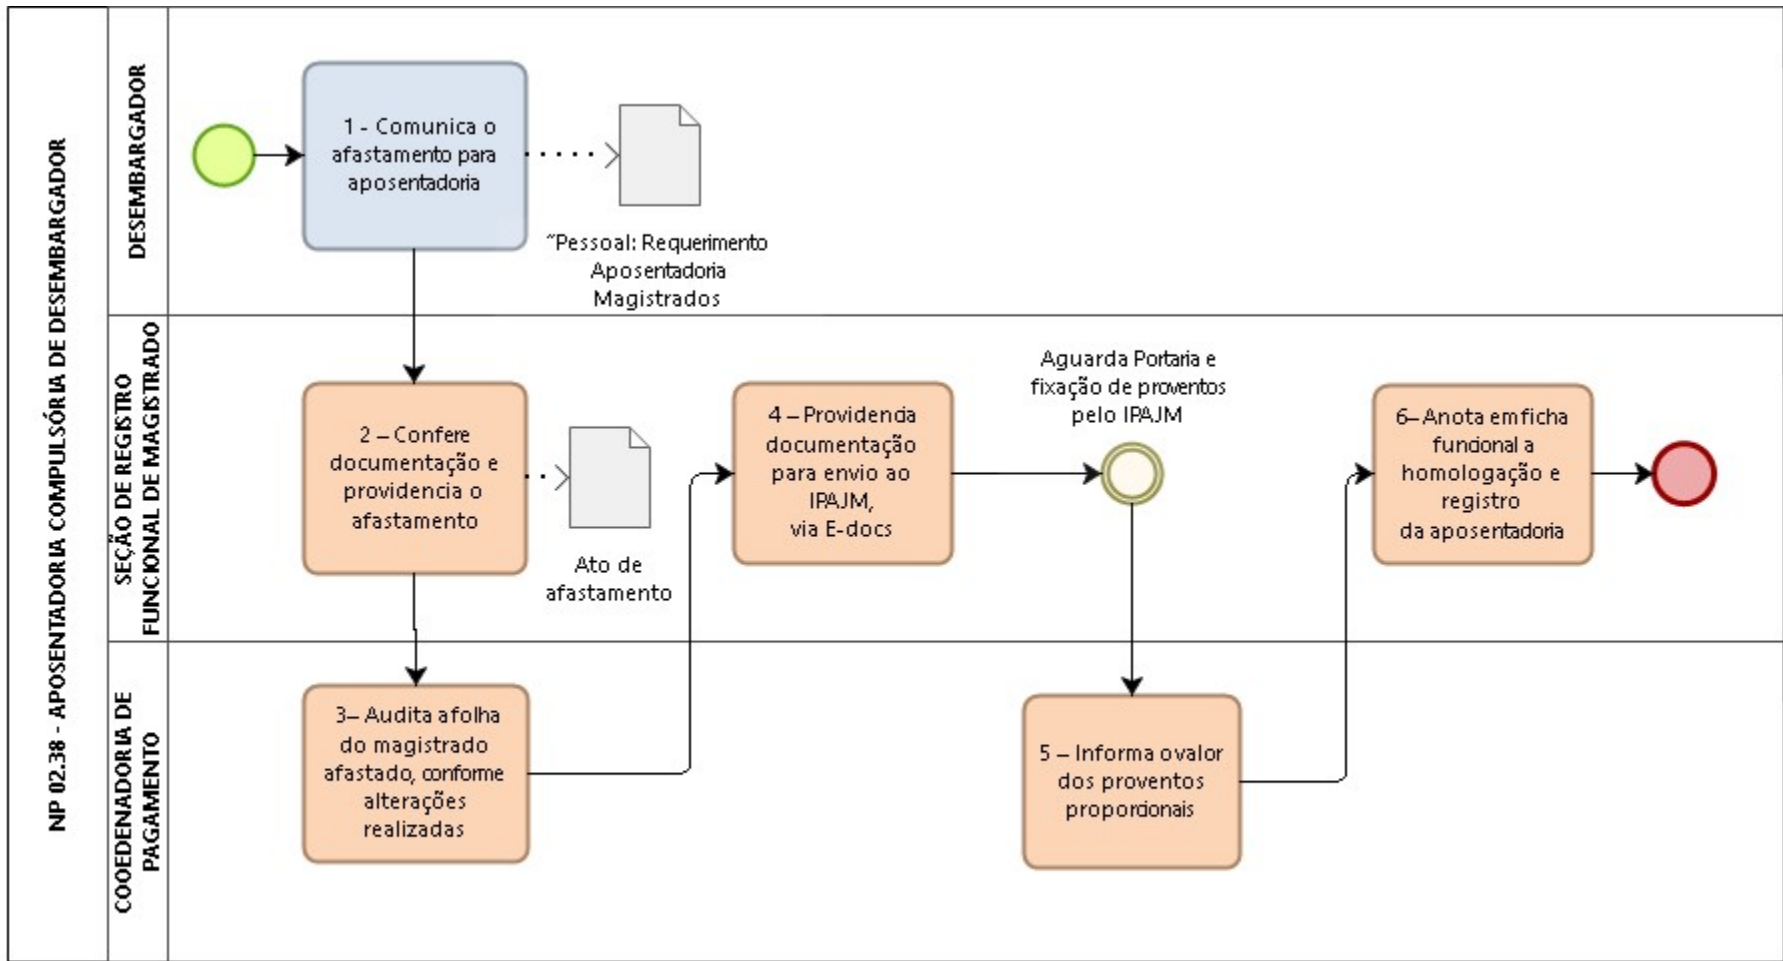 NP 02.38 - APOSENTADORIA COMPULSÓRIA DE DESEMBARGADOR
DESEMBARGADOR
1 - Comunica o
afastamento para
aposentadoria
"Pessoal: Requerimento
Aposentadoria
Magistrados
SEÇÃO DE REGISTRO
FUNCIONAL DE MAGISTRADO
2 – Confere
documentação e
providencia o
afastamento
Ato de
afastamento
4 – Providencia
documentação
para envio ao
IPAJM,
via E-docs
Aguarda Portaria e
fixação de proventos
pelo IPAJM
6– Anota em ficha
funcional a
homologação e
registro
da aposentadoria
COOEDENADORIA DE
PAGAMENTO
3– Audita a folha
do magistrado
afastado, conforme
alterações
realizadas
5 – Informa o valor
dos proventos
proporcionais